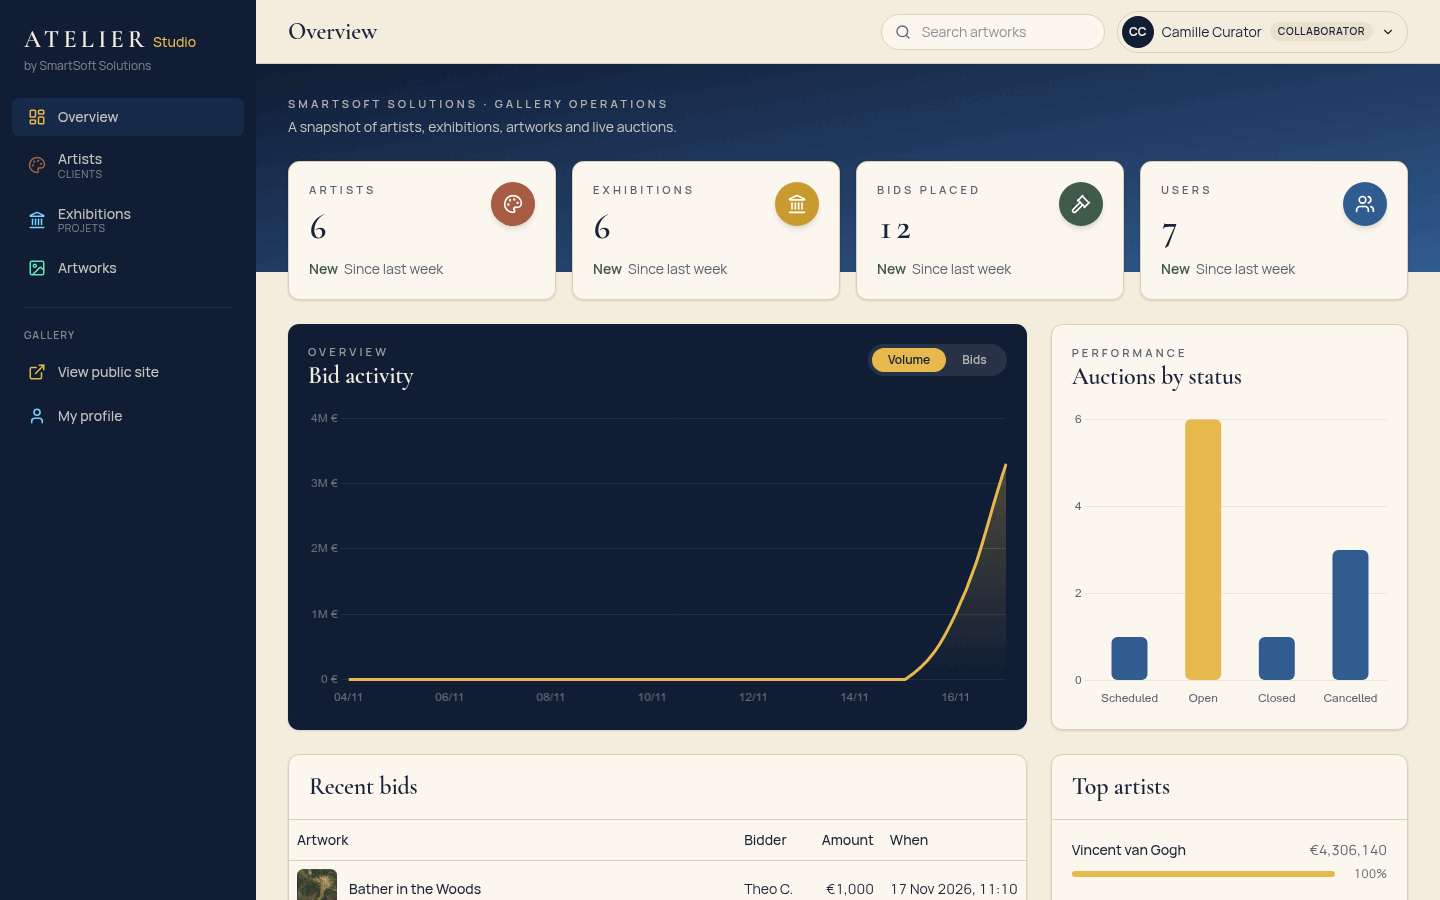 ATELIER Studio
by SmartSoft Solutions
Overview
Artists
CLIENTS
Exhibitions
PROJETS
Artworks
GALLERY
View public site
My profile
Overview
Search artworks
CC Camille Curator COLLABORATOR
SMARTSOFT SOLUTIONS · GALLERY OPERATIONS
A snapshot of artists, exhibitions, artworks and live auctions.
ARTISTS
6
New Since last week
EXHIBITIONS
6
New Since last week
BIDS PLACED
12
New Since last week
USERS
7
New Since last week
OVERVIEW
Bid activity
Volume Bids
4M €
3M €
2M €
1M €
0 €
04/11 06/11 08/11 10/11 12/11 14/11 16/11
PERFORMANCE
Auctions by status
6
4
2
0
Scheduled Open Closed Cancelled
Recent bids
Artwork Bidder Amount When
Bather in the Woods Theo C. €1,000 17 Nov 2026, 11:10
Top artists
Vincent van Gogh €4,306,140
100%